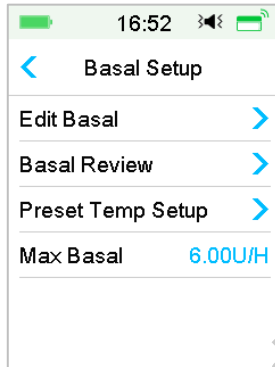 16:52
Basal Setup
Edit Basal
Basal Review
Preset Temp Setup
Max Basal 6.00U/H